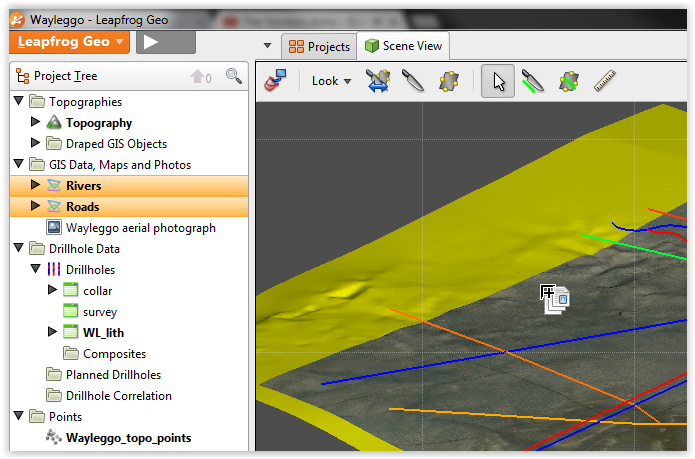 Wayleggo - Leapfrog Geo
Leapfrog Geo
Projects
Scene View
Project Tree
0
Look
Topographies
Topography
Draped GIS Objects
GIS Data, Maps and Photos
Rivers
Roads
Wayleggo aerial photograph
Drillhole Data
Drillholes
collar
survey
WL_lith
Composites
Planned Drillholes
Drillhole Correlation
Points
Wayleggo_topo_points